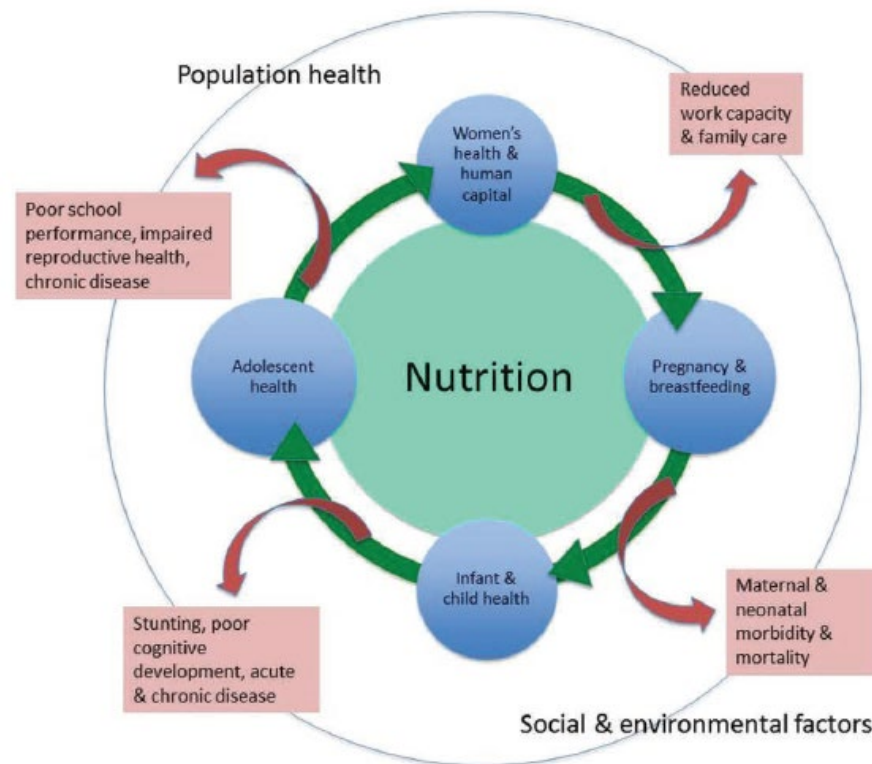 Population health
Reduced
work capacity
& family care
Women's
health &
human
capital
Poor school
performance, impaired
reproductive health,
chronic disease
Adolescent
health
Nutrition
Pregnancy &
breastfeeding
Infant &
child health
Stunting, poor
cognitive
development, acute
& chronic disease
Maternal &
neonatal
morbidity &
mortality
Social & environmental factors